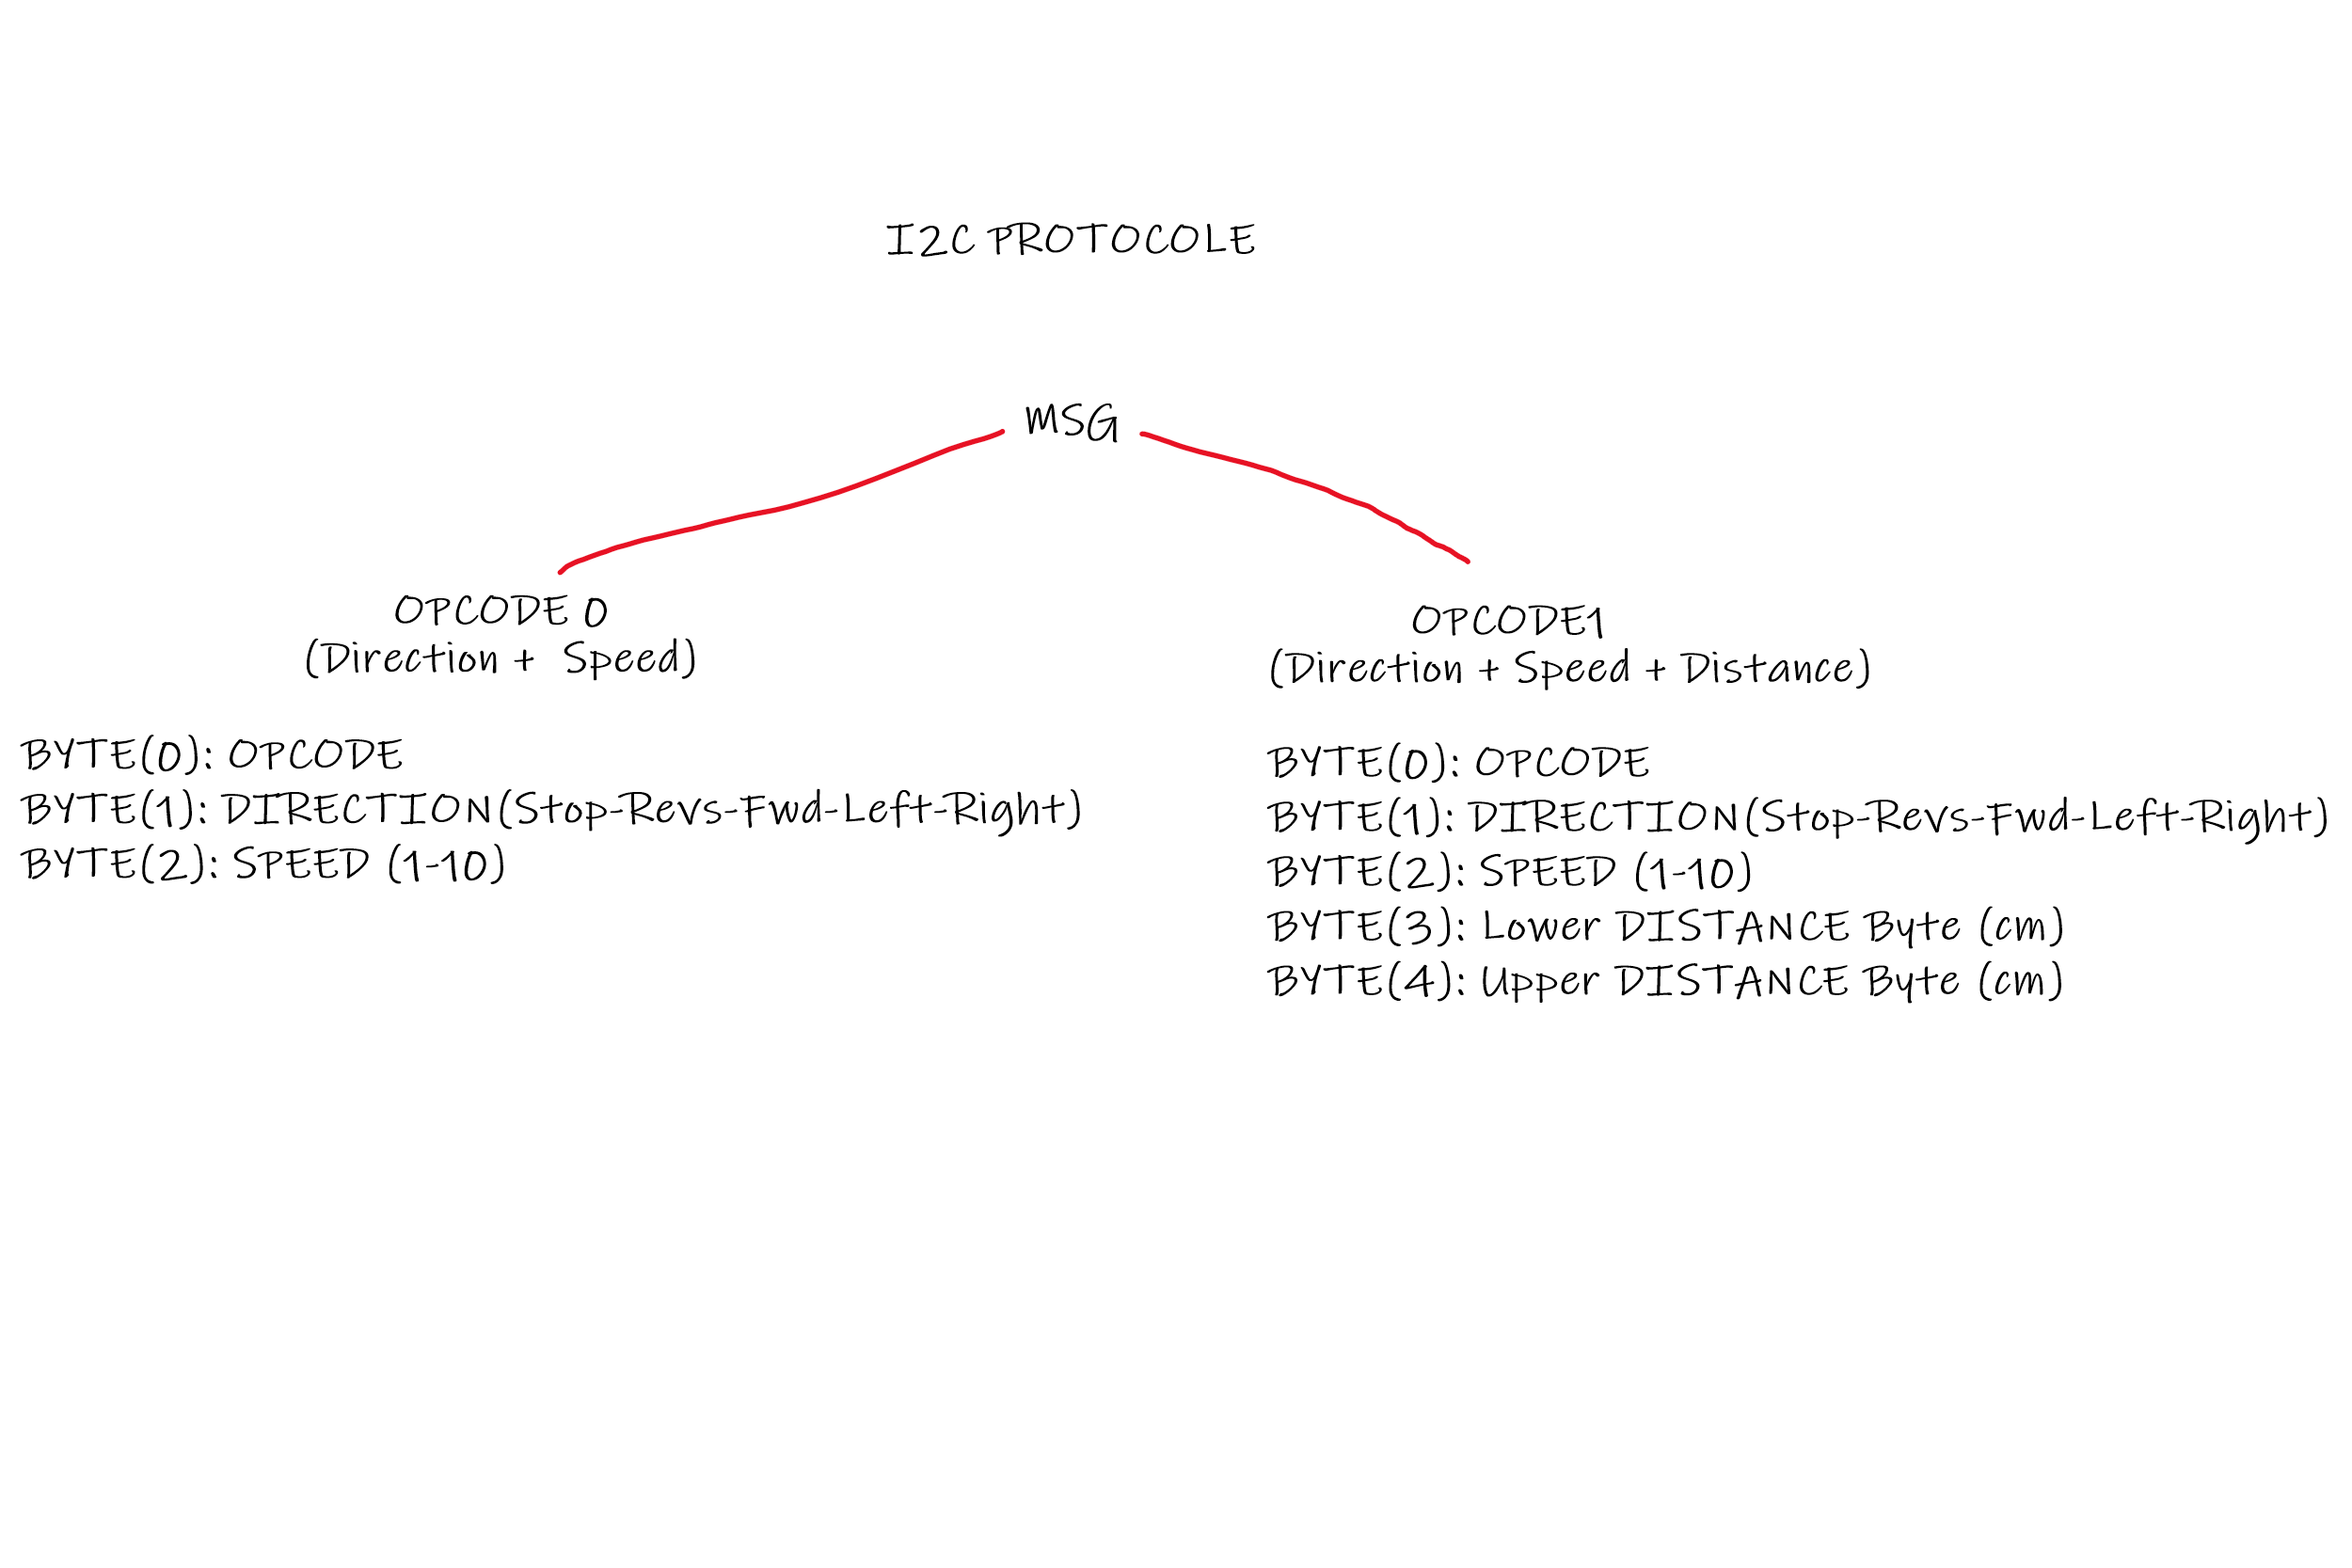 I2C PROTOCOLE
MSG
OPCODE 0
(Direction + Speed)
BYTE(0): OPCODE
BYTE(1): DIRECTION(Stop-Revs-Fwd-Left-Right)
BYTE(2): SPEED (1-10)
OPCODE1
(Direction + Speed + Distance)
BYTE(0): OPCODE
BYTE(1): DIRECTION(Stop-Revs-Fwd-Left-Right)
BYTE(2): SPEED (1-10)
BYTE(3): Lower DISTANCE Byte (cm)
BYTE(4): Upper DISTANCE Byte (cm)